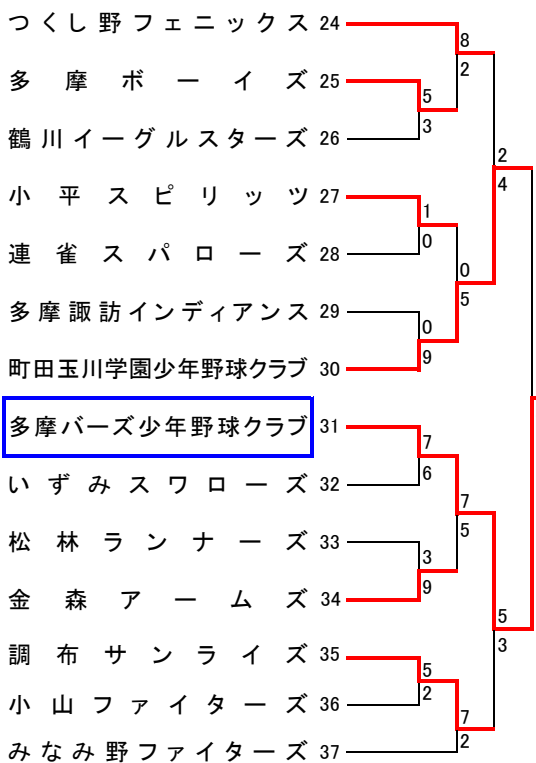 つくし野フェニックス 24
8
2
多摩ボーイズ 25
5
3
鶴川イーグルスターズ 26
2
4
小平スピリッツ 27
1
0
連雀スパローズ 28
0
5
多摩諏訪インディアンス 29
0
9
町田玉川学園少年野球クラブ 30
多摩バーズ少年野球クラブ 31
7
6
いずみスワローズ 32
7
5
松林ランナーズ 33
3
9
金森アームズ 34
5
3
調布サンライズ 35
5
2
小山ファイターズ 36
7
2
みなみ野ファイターズ 37